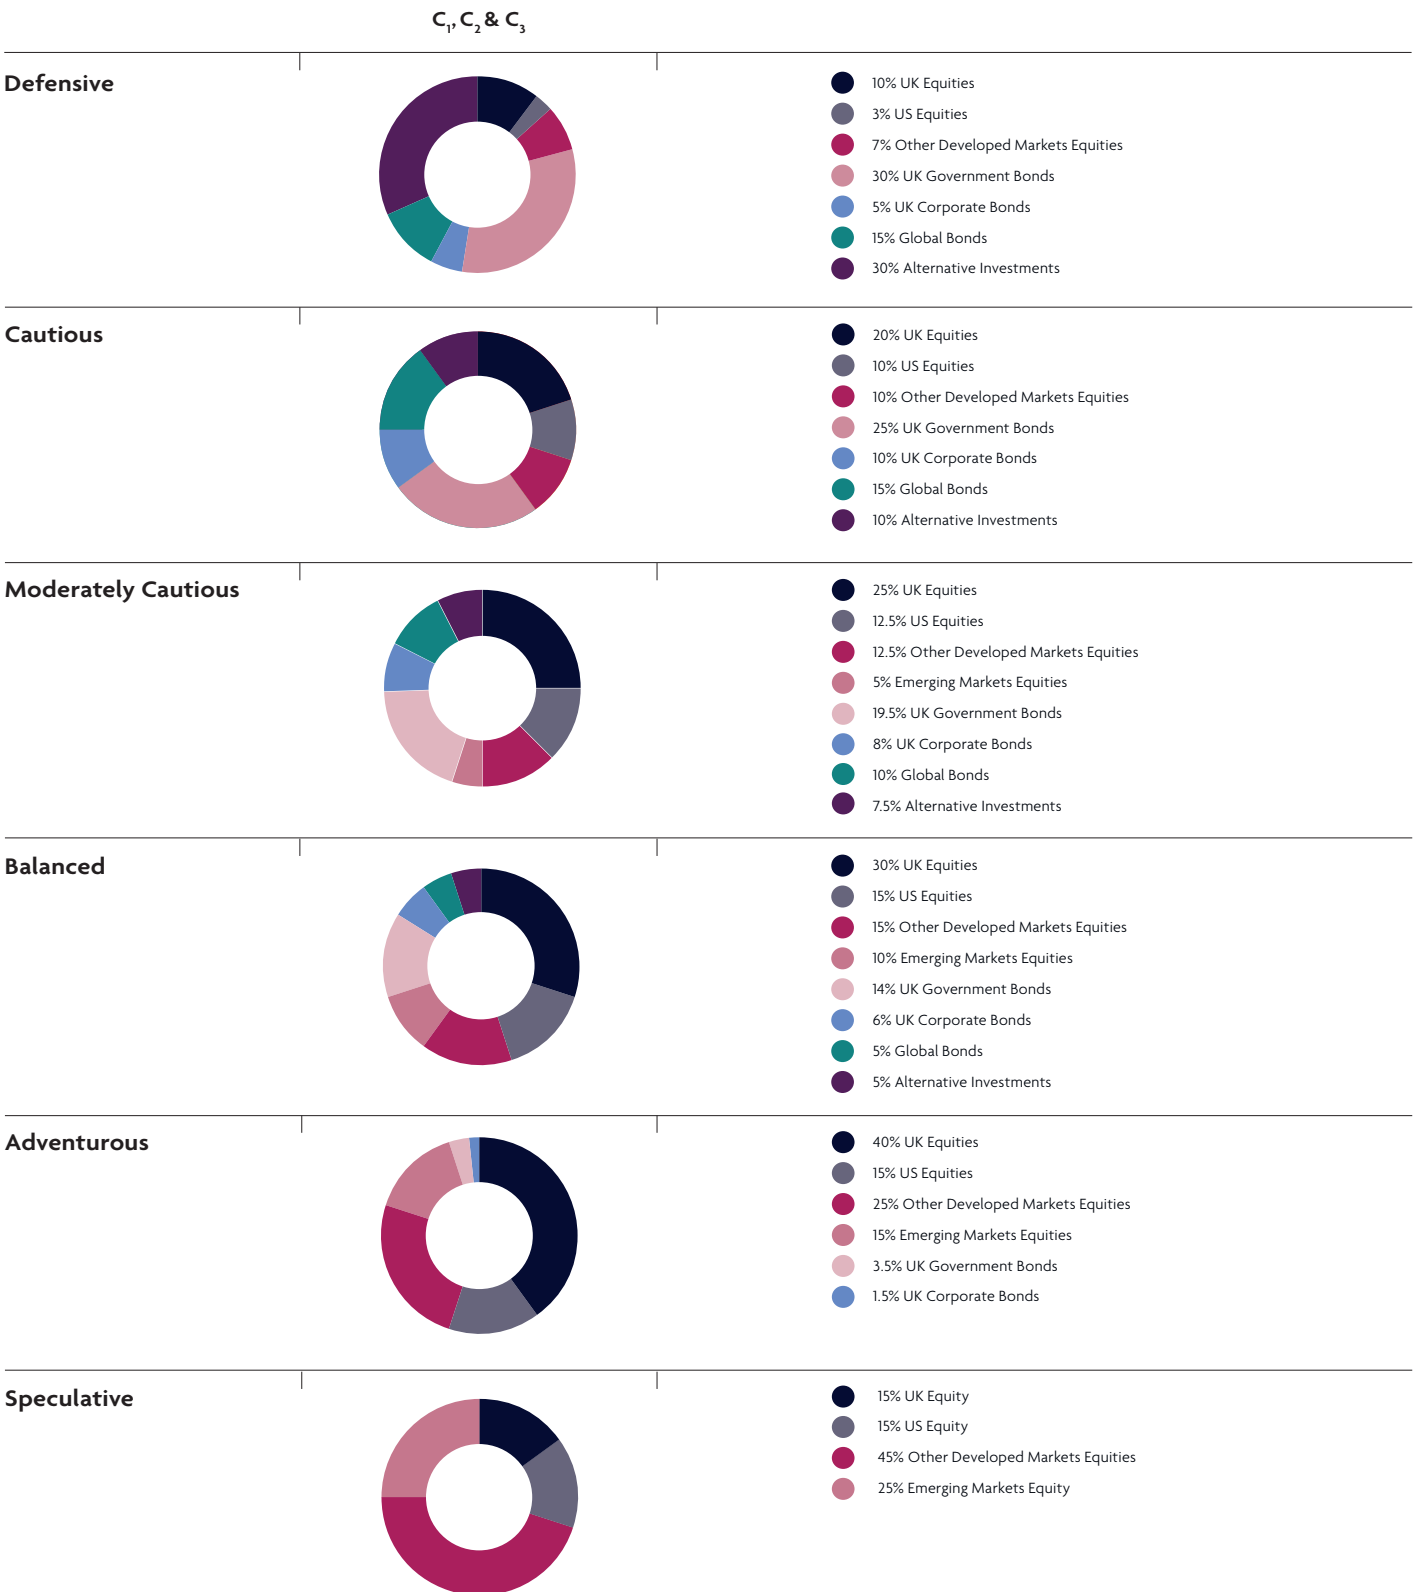 C₁, C₂ & C₃
Defensive
10% UK Equities
3% US Equities
7% Other Developed Markets Equities
30% UK Government Bonds
5% UK Corporate Bonds
15% Global Bonds
30% Alternative Investments
Cautious
20% UK Equities
10% US Equities
10% Other Developed Markets Equities
25% UK Government Bonds
10% UK Corporate Bonds
15% Global Bonds
10% Alternative Investments
Moderately Cautious
25% UK Equities
12.5% US Equities
12.5% Other Developed Markets Equities
5% Emerging Markets Equities
19.5% UK Government Bonds
8% UK Corporate Bonds
10% Global Bonds
7.5% Alternative Investments
Balanced
30% UK Equities
15% US Equities
15% Other Developed Markets Equities
10% Emerging Markets Equities
14% UK Government Bonds
6% UK Corporate Bonds
5% Global Bonds
5% Alternative Investments
Adventurous
40% UK Equities
15% US Equities
25% Other Developed Markets Equities
15% Emerging Markets Equities
3.5% UK Government Bonds
1.5% UK Corporate Bonds
Speculative
15% UK Equity
15% US Equity
45% Other Developed Markets Equities
25% Emerging Markets Equity